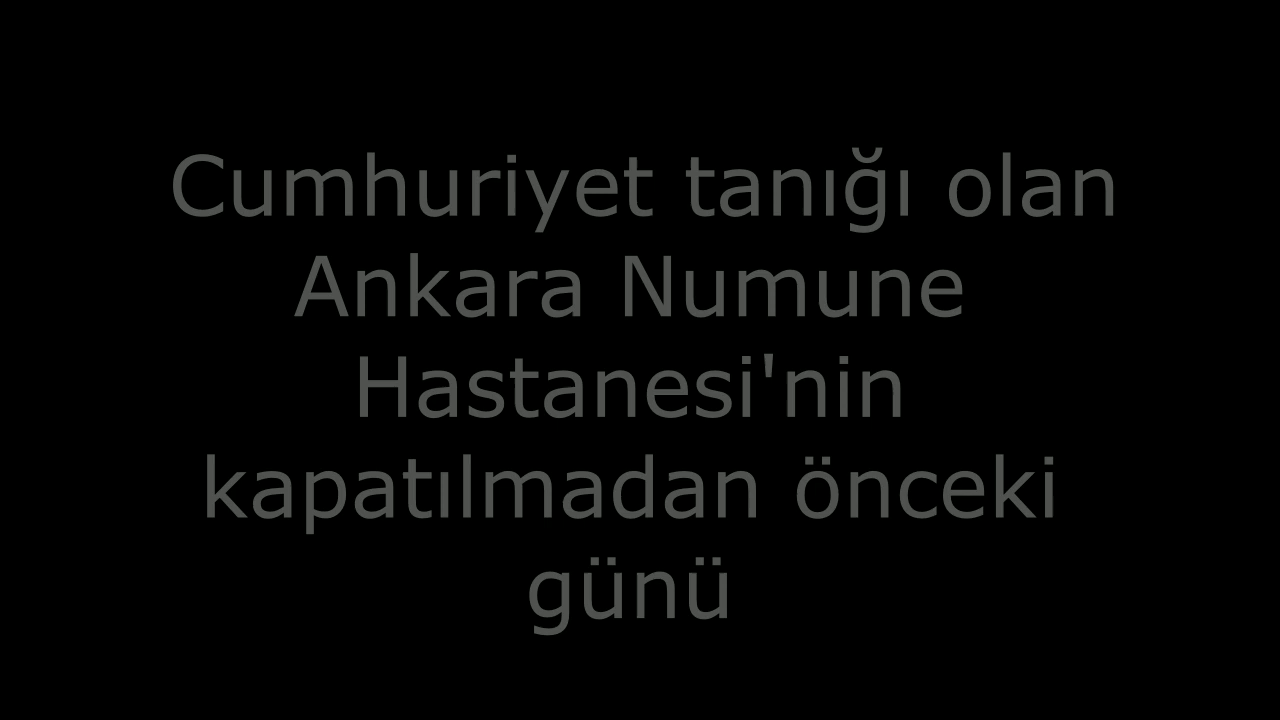 Cumhuriyet tanığı olan
Ankara Numune
Hastanesi'nin
kapatılmadan önceki
günü